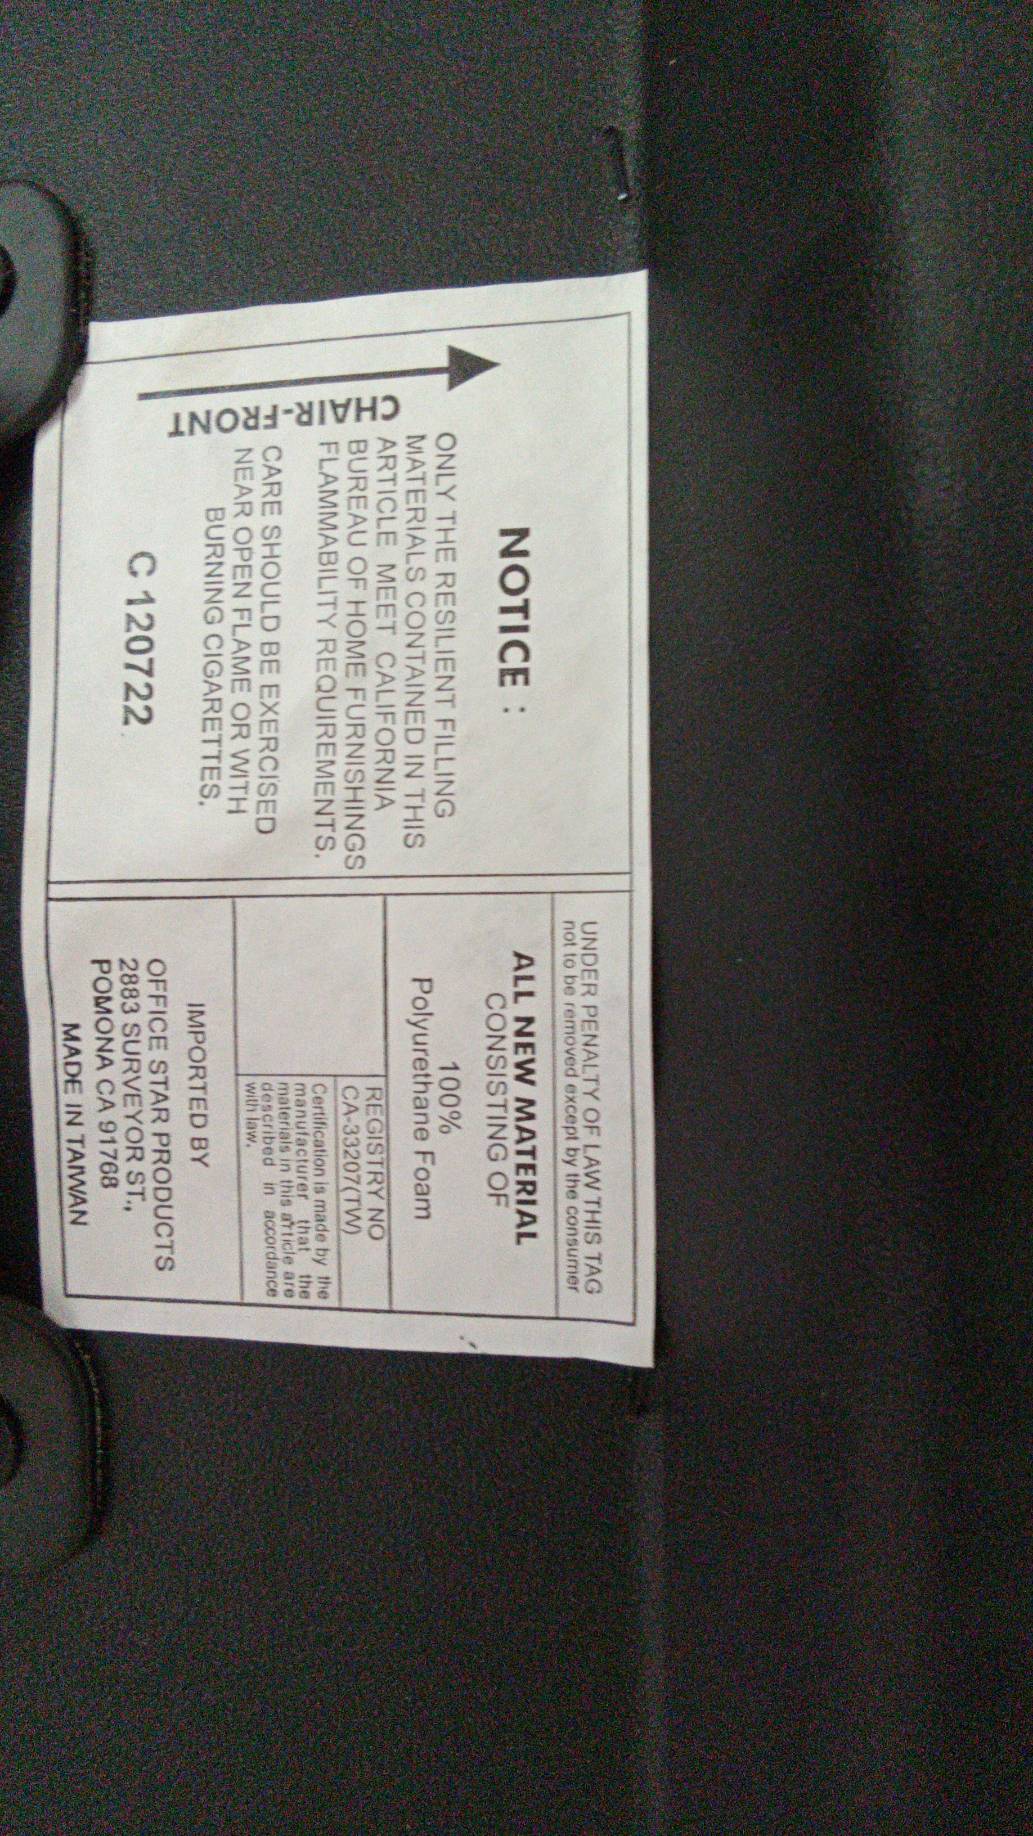 NOTICE :
ONLY THE RESILIENT FILLING
MATERIALS CONTAINED IN THIS
ARTICLE MEET CALIFORNIA
BUREAU OF HOME FURNISHINGS
FLAMMABILITY REQUIREMENTS.
CARE SHOULD BE EXERCISED
NEAR OPEN FLAME OR WITH
BURNING CIGARETTES.
C 120722
CHAIR-FRONT
UNDER PENALTY OF LAW THIS TAG
not to be removed except by the consumer
ALL NEW MATERIAL
CONSISTING OF
100%
Polyurethane Foam
REGISTRY NO
CA-33207(TW)
Certification is made by the
manufacturer that the
materials in this article are
described in accordance
with law.
IMPORTED BY
OFFICE STAR PRODUCTS
2883 SURVEYOR ST.,
POMONA CA 91768
MADE IN TAIWAN